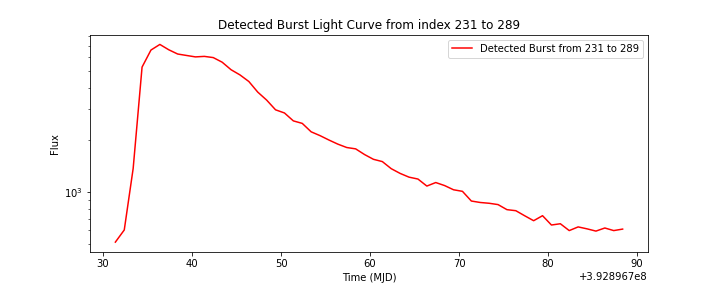 Detected Burst Light Curve from index 231 to 289
Detected Burst from 231 to 289
Flux
10³
30 40 50 60 70 80 90
Time (MJD)
+3.928967e8